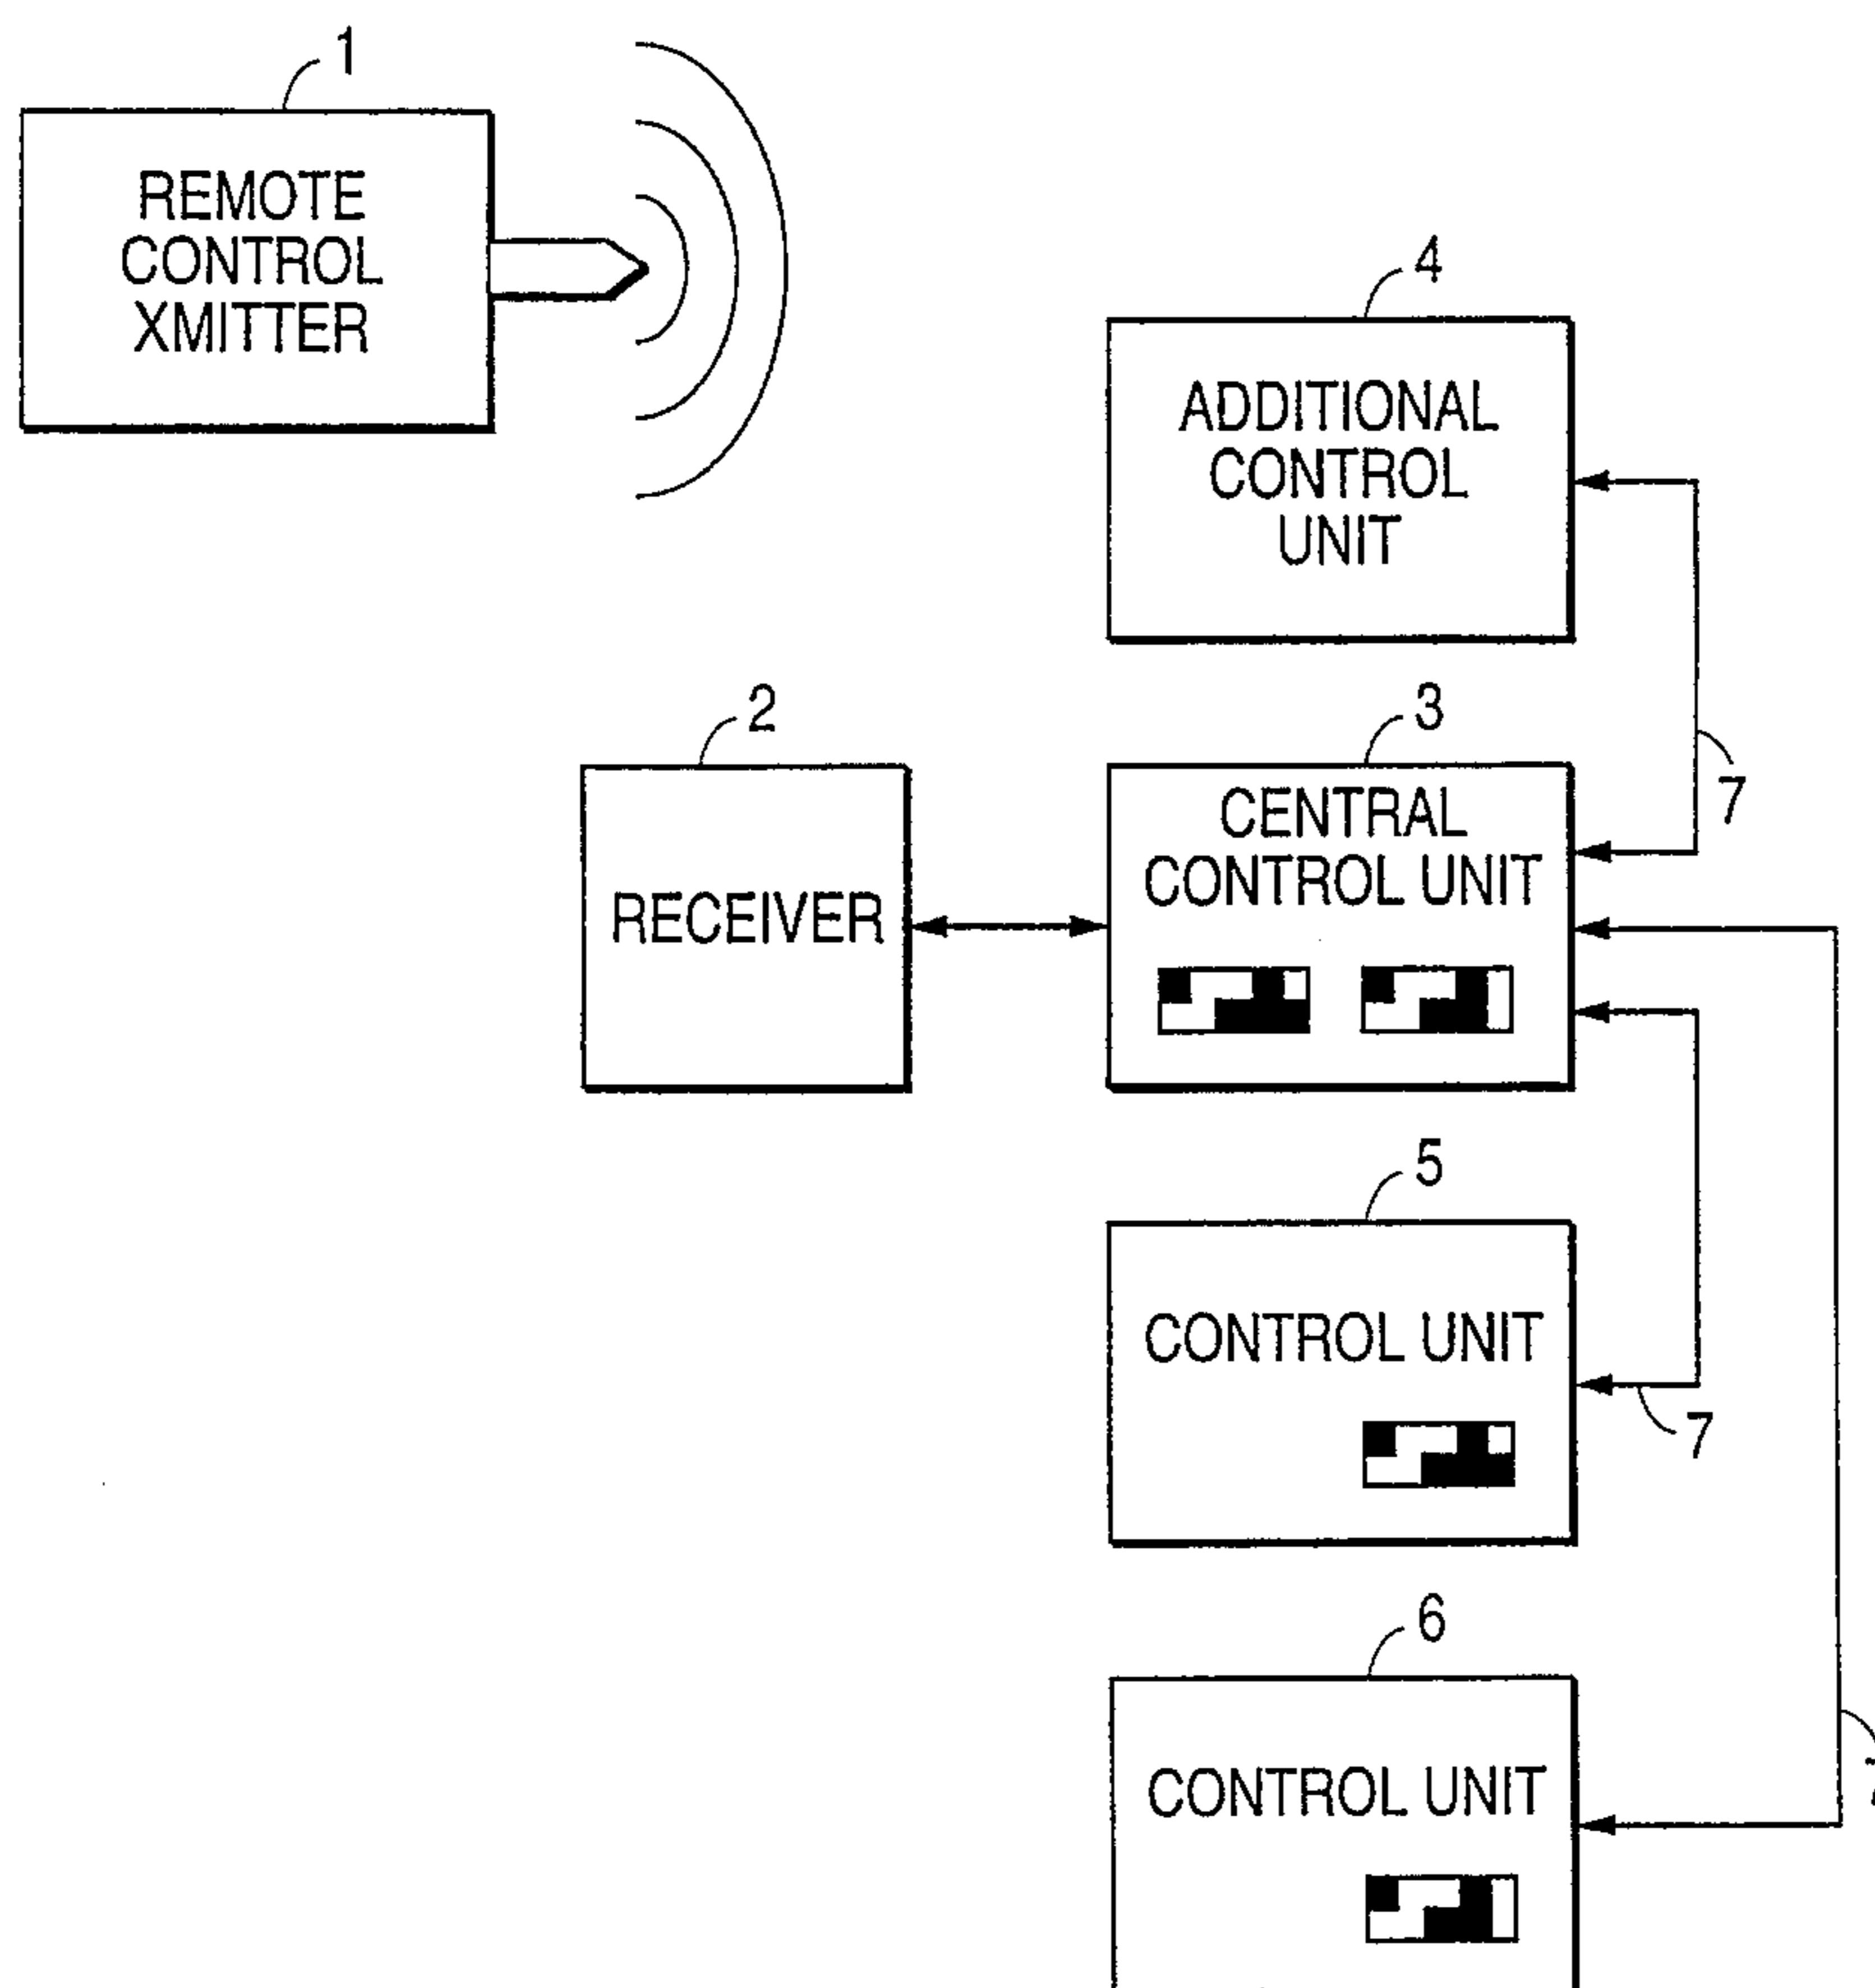 1
REMOTE
CONTROL
XMITTER
4
ADDITIONAL
CONTROL
UNIT
7
2
RECEIVER
3
CENTRAL
CONTROL UNIT
5
CONTROL UNIT
7
6
CONTROL UNIT